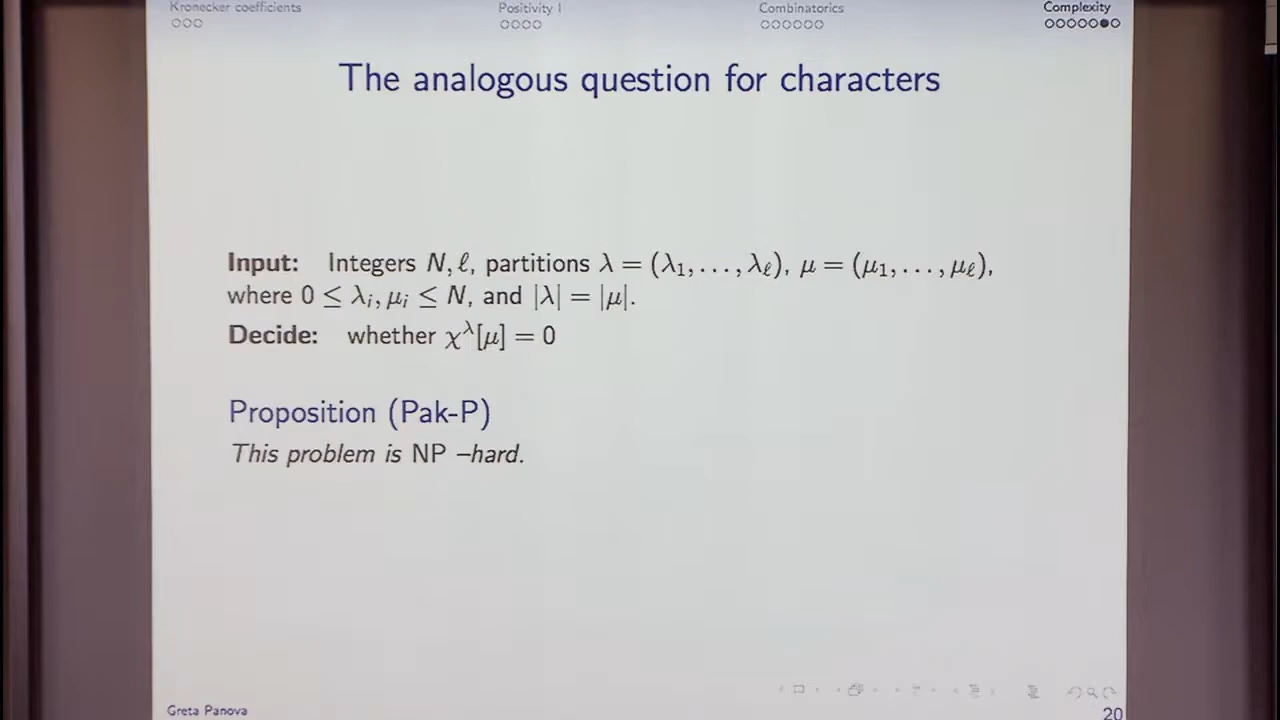 Kronecker coefficients Positivity I Combinatorics Complexity
The analogous question for characters
Input: Integers N, ℓ, partitions λ = (λ₁, . . . , λ_ℓ), μ = (μ₁, . . . , μ_ℓ),
where 0 ≤ λᵢ, μᵢ ≤ N, and |λ| = |μ|.
Decide: whether χ^λ[μ] = 0
Proposition (Pak-P)
This problem is NP –hard.
Greta Panova 20